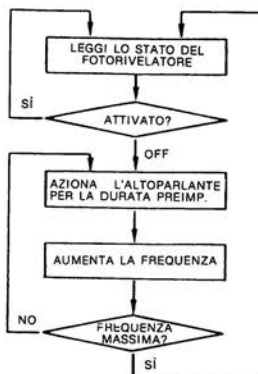 LEGGI LO STATO DEL
FOTORIVELATORE
SÌ
ATTIVATO?
OFF
AZIONA L'ALTOPARLANTE
PER LA DURATA PREIMP.
AUMENTA LA FREQUENZA
NO
FREQUENZA
MASSIMA?
SÌ